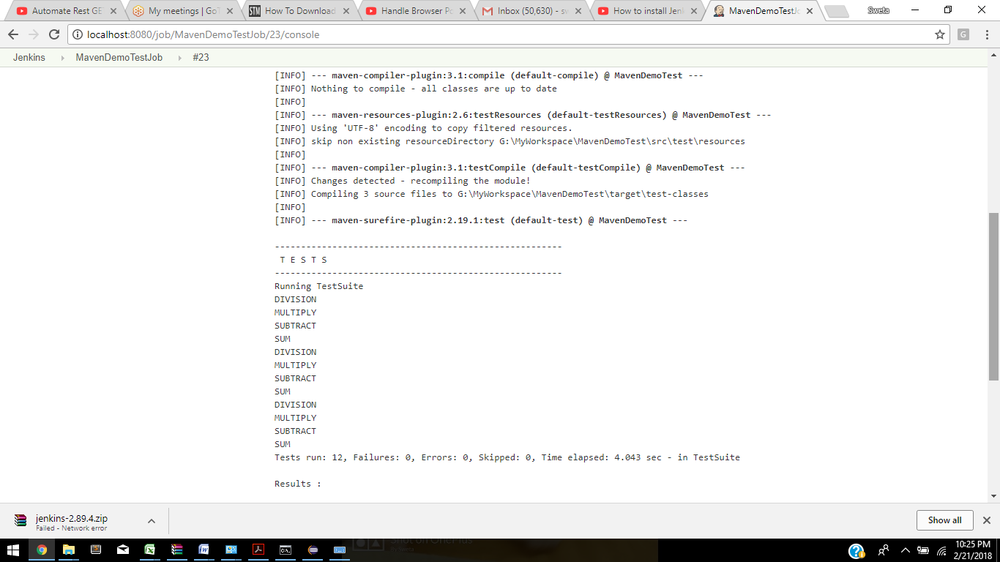 Automate Rest GE
My meetings | GoT
STM How To Download
Handle Browser Po
Inbox (50,630) - sw
How to install Jen
MavenDemoTestJ
Sweta
localhost:8080/job/MavenDemoTestJob/23/console
G
Jenkins MavenDemoTestJob #23
[INFO] --- maven-compiler-plugin:3.1:compile (default-compile) @ MavenDemoTest ---
[INFO] Nothing to compile - all classes are up to date
[INFO]
[INFO] --- maven-resources-plugin:2.6:testResources (default-testResources) @ MavenDemoTest ---
[INFO] Using 'UTF-8' encoding to copy filtered resources.
[INFO] skip non existing resourceDirectory G:\MyWorkspace\MavenDemoTest\src\test\resources
[INFO]
[INFO] --- maven-compiler-plugin:3.1:testCompile (default-testCompile) @ MavenDemoTest ---
[INFO] Changes detected - recompiling the module!
[INFO] Compiling 3 source files to G:\MyWorkspace\MavenDemoTest\target\test-classes
[INFO]
[INFO] --- maven-surefire-plugin:2.19.1:test (default-test) @ MavenDemoTest ---
-------------------------------------------------------
T E S T S
-------------------------------------------------------
Running TestSuite
DIVISION
MULTIPLY
SUBTRACT
SUM
DIVISION
MULTIPLY
SUBTRACT
SUM
DIVISION
MULTIPLY
SUBTRACT
SUM
Tests run: 12, Failures: 0, Errors: 0, Skipped: 0, Time elapsed: 4.043 sec - in TestSuite
Results :
jenkins-2.89.4.zip
Failed - Network error
Show all
Shot on OnePlus
10:25 PM
2/21/2018